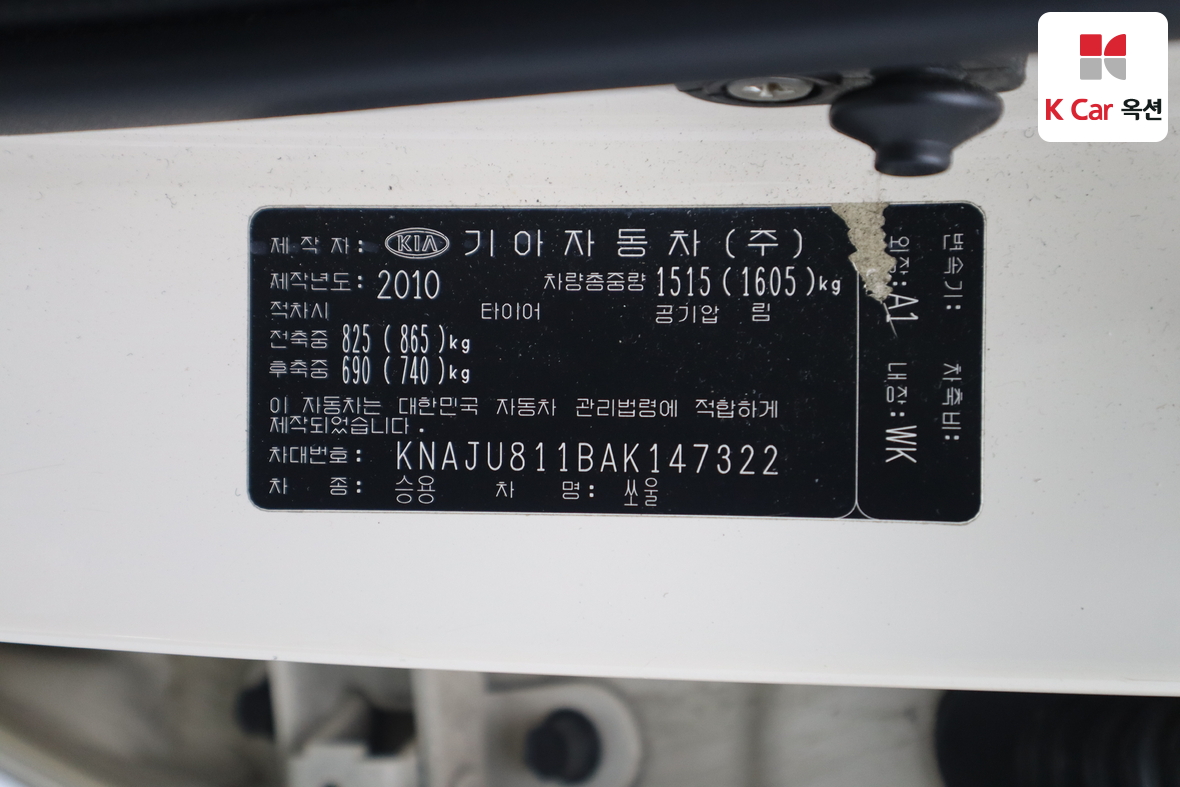 K Car 옥션
제 작 자 : KIA 기 아 자 동 차 ( 주 )
제작년도 : 2010 차량총중량 1515 ( 1605 ) kg
적차시 타이어 공기압 림
전축중 825 ( 865 ) kg
후축중 690 ( 740 ) kg
이 자동차는 대한민국 자동차 관리법령에 적합하게
제작되었습니다 .
차대번호 : KNAJU811BAK147322
차 종 : 승용 차 명 : 쏘울
변속기 : 차축비 :
외장 : A1 내장 : WK